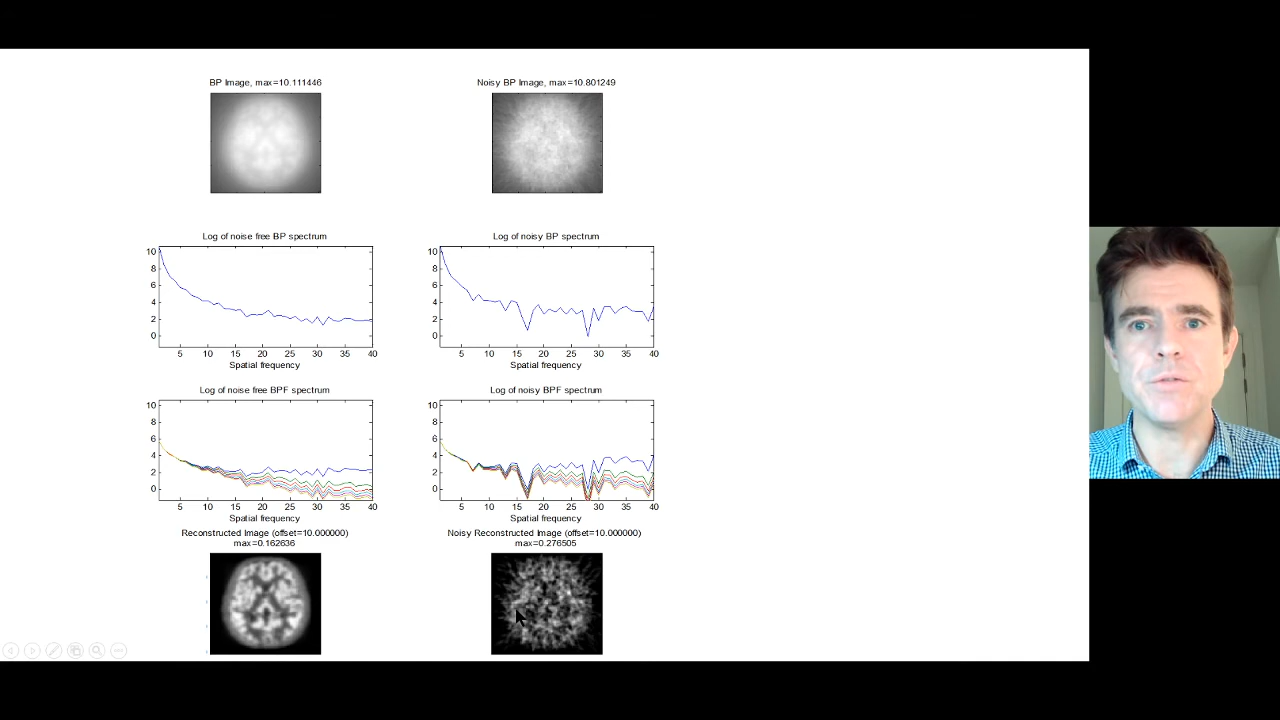 BP Image, max=10.111446
Noisy BP Image, max=10.801249
Log of noise free BP spectrum
10
8
6
4
2
0
5 10 15 20 25 30 35 40
Spatial frequency
Log of noisy BP spectrum
10
8
6
4
2
0
5 10 15 20 25 30 35 40
Spatial frequency
Log of noise free BPF spectrum
10
8
6
4
2
0
5 10 15 20 25 30 35 40
Spatial frequency
Log of noisy BPF spectrum
10
8
6
4
2
0
5 10 15 20 25 30 35 40
Spatial frequency
Reconstructed Image (offset=10.000000)
max=0.162636
Noisy Reconstructed Image (offset=10.000000)
max=0.276505